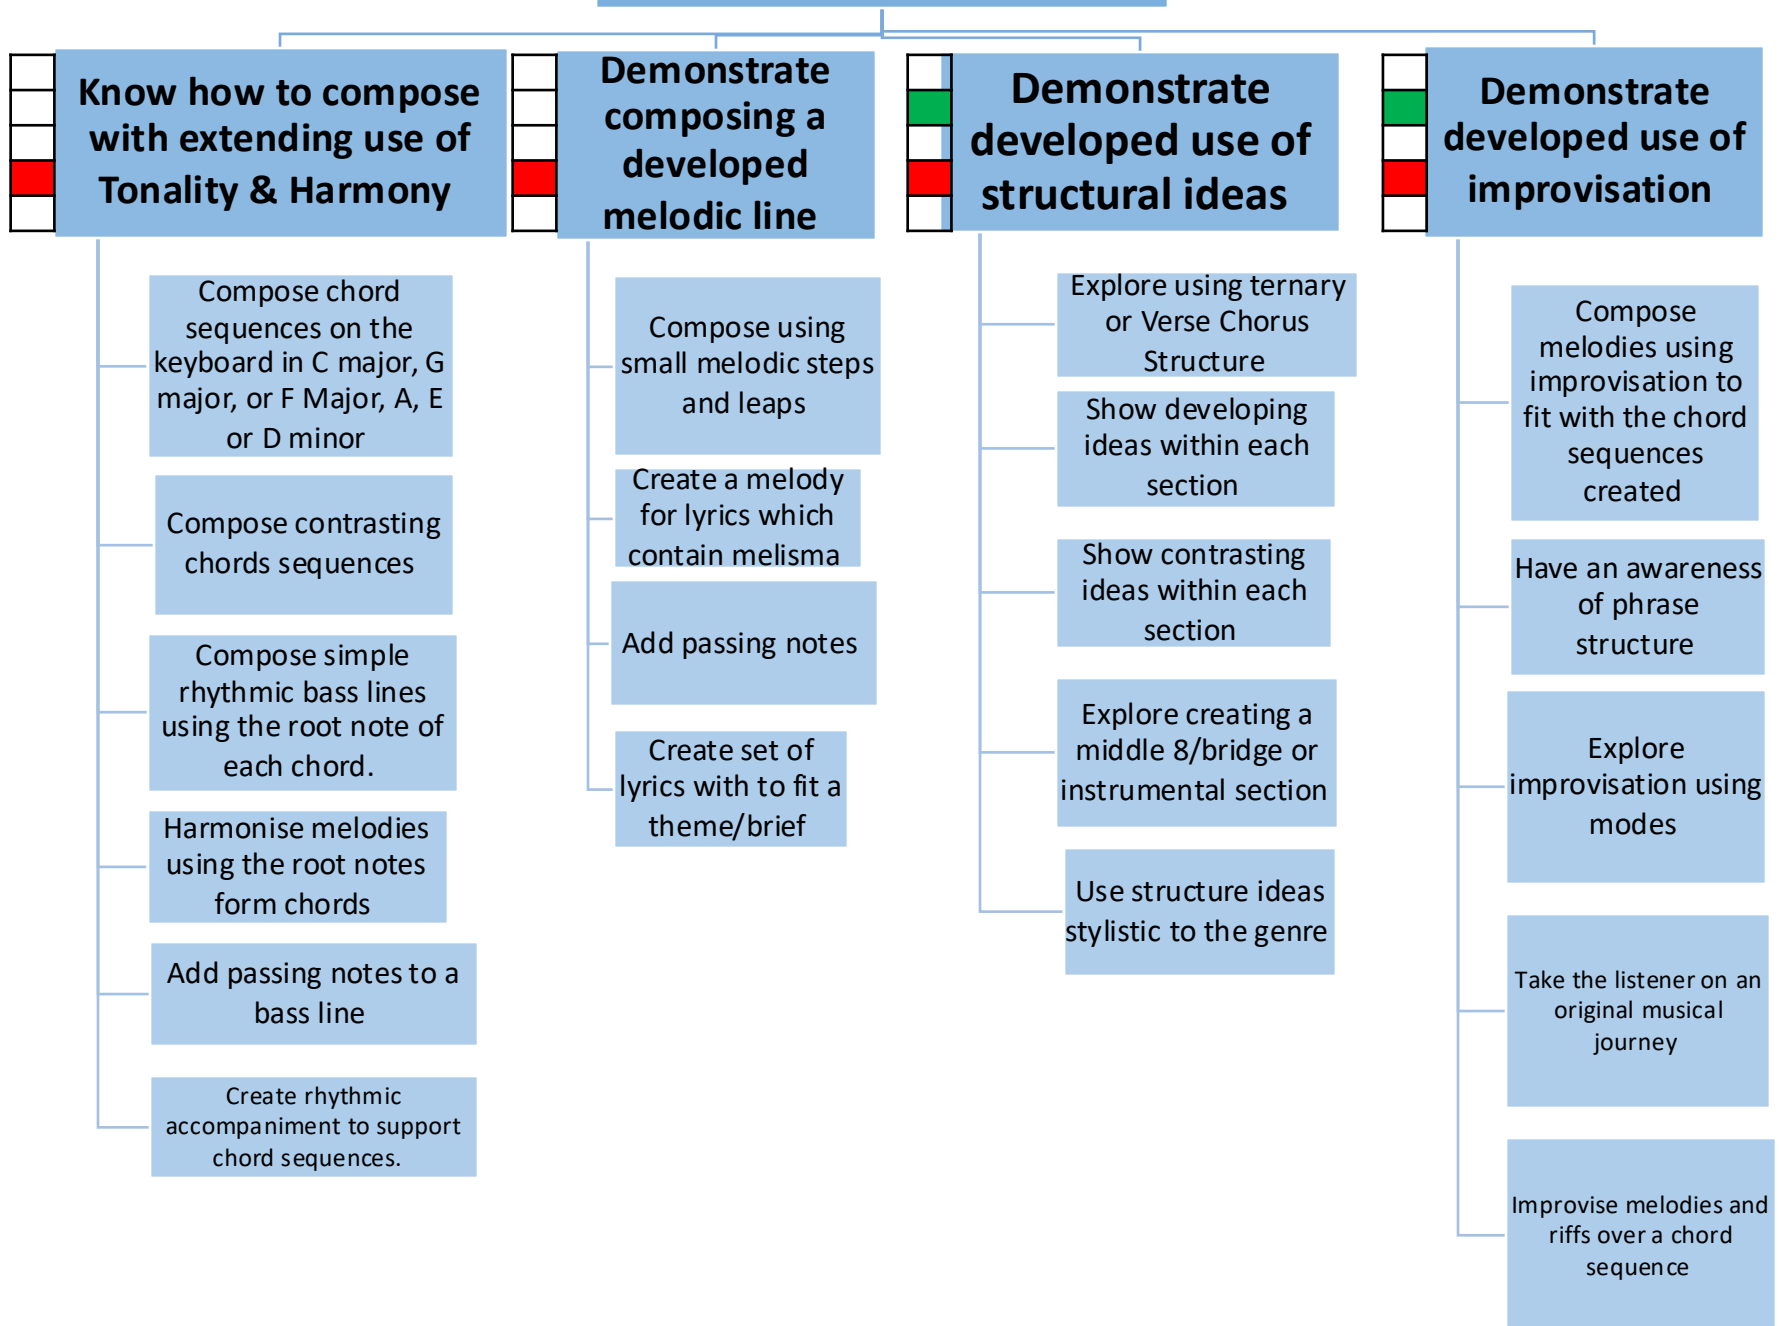 Know how to compose
with extending use of
Tonality & Harmony
Compose chord
sequences on the
keyboard in C major, G
major, or F Major, A, E
or D minor
Compose contrasting
chords sequences
Compose simple
rhythmic bass lines
using the root note of
each chord.
Harmonise melodies
using the root notes
form chords
Add passing notes to a
bass line
Create rhythmic
accompaniment to support
chord sequences.
Demonstrate
composing a
developed
melodic line
Compose using
small melodic steps
and leaps
Create a melody
for lyrics which
contain melisma
Add passing notes
Create set of
lyrics with to fit a
theme/brief
Demonstrate
developed use of
structural ideas
Explore using ternary
or Verse Chorus
Structure
Show developing
ideas within each
section
Show contrasting
ideas within each
section
Explore creating a
middle 8/bridge or
instrumental section
Use structure ideas
stylistic to the genre
Demonstrate
developed use of
improvisation
Compose
melodies using
improvisation to
fit with the chord
sequences
created
Have an awareness
of phrase
structure
Explore
improvisation using
modes
Take the listener on an
original musical
journey
Improvise melodies and
riffs over a chord
sequence